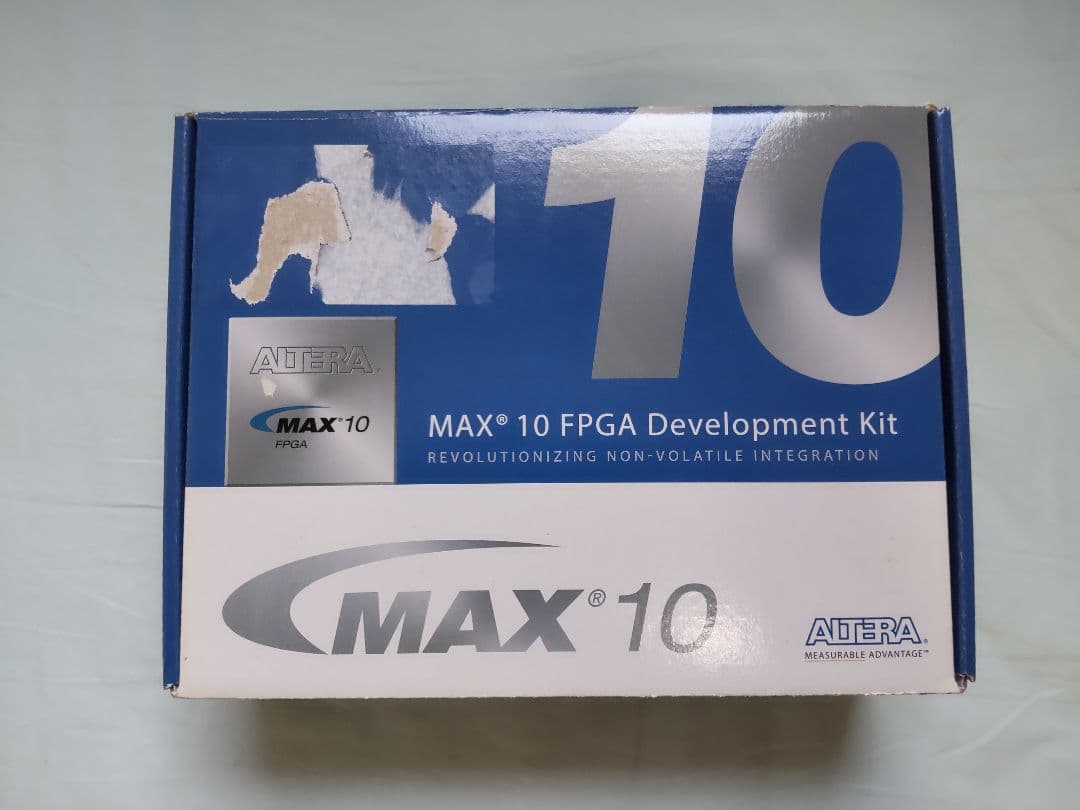 10
ALTERA®
MAX®10
FPGA
MAX® 10 FPGA Development Kit
REVOLUTIONIZING NON-VOLATILE INTEGRATION
MAX® 10
ALTERA®
MEASURABLE ADVANTAGE™